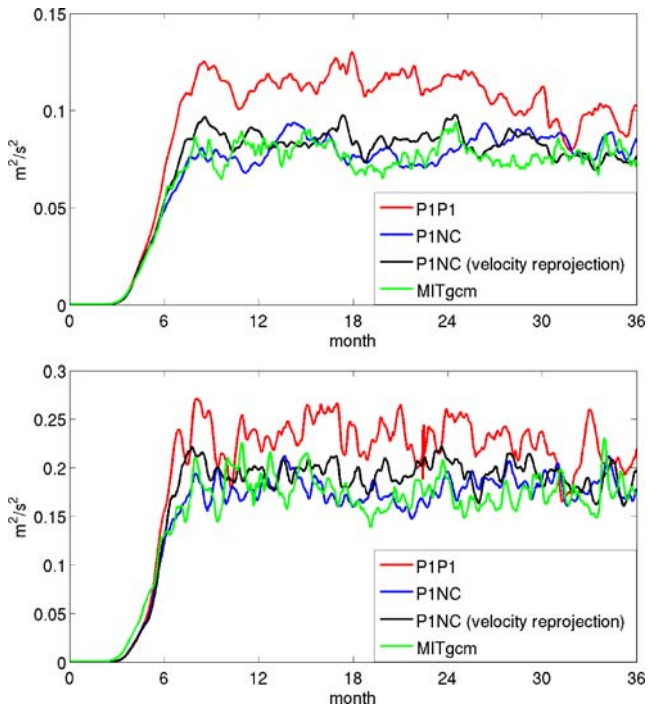 0.15
0.1
0.05
0
m²/s²
P1P1
P1NC
P1NC (velocity reprojection)
MITgcm
0 6 12 18 24 30 36
month
0.3
0.25
0.2
0.15
0.1
0.05
0
m²/s²
P1P1
P1NC
P1NC (velocity reprojection)
MITgcm
0 6 12 18 24 30 36
month